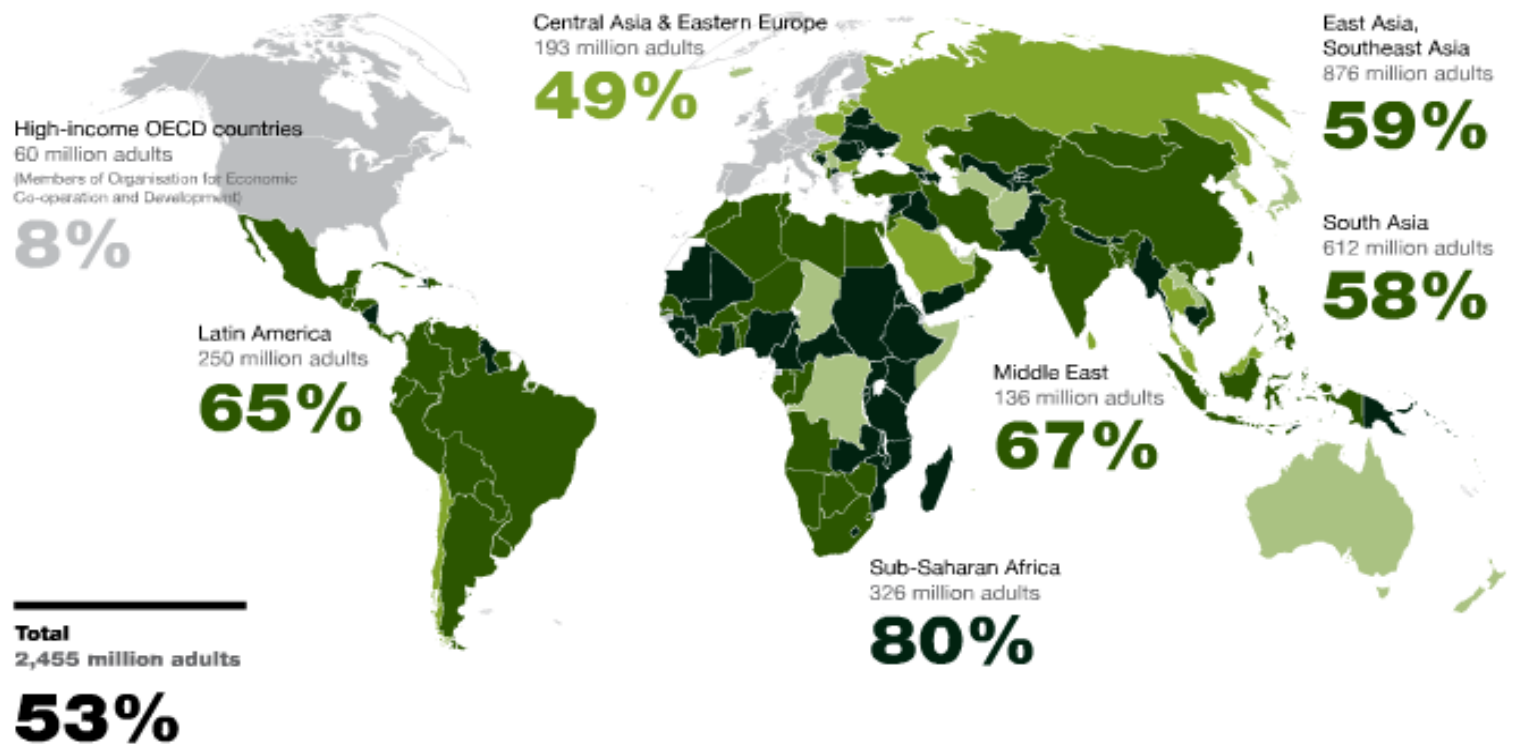 Central Asia & Eastern Europe
193 million adults
49%
East Asia,
Southeast Asia
876 million adults
59%
High-income OECD countries
60 million adults
(Members of Organisation for Economic
Co-operation and Development)
8%
South Asia
612 million adults
58%
Latin America
250 million adults
65%
Middle East
136 million adults
67%
Sub-Saharan Africa
326 million adults
80%
Total
2,455 million adults
53%